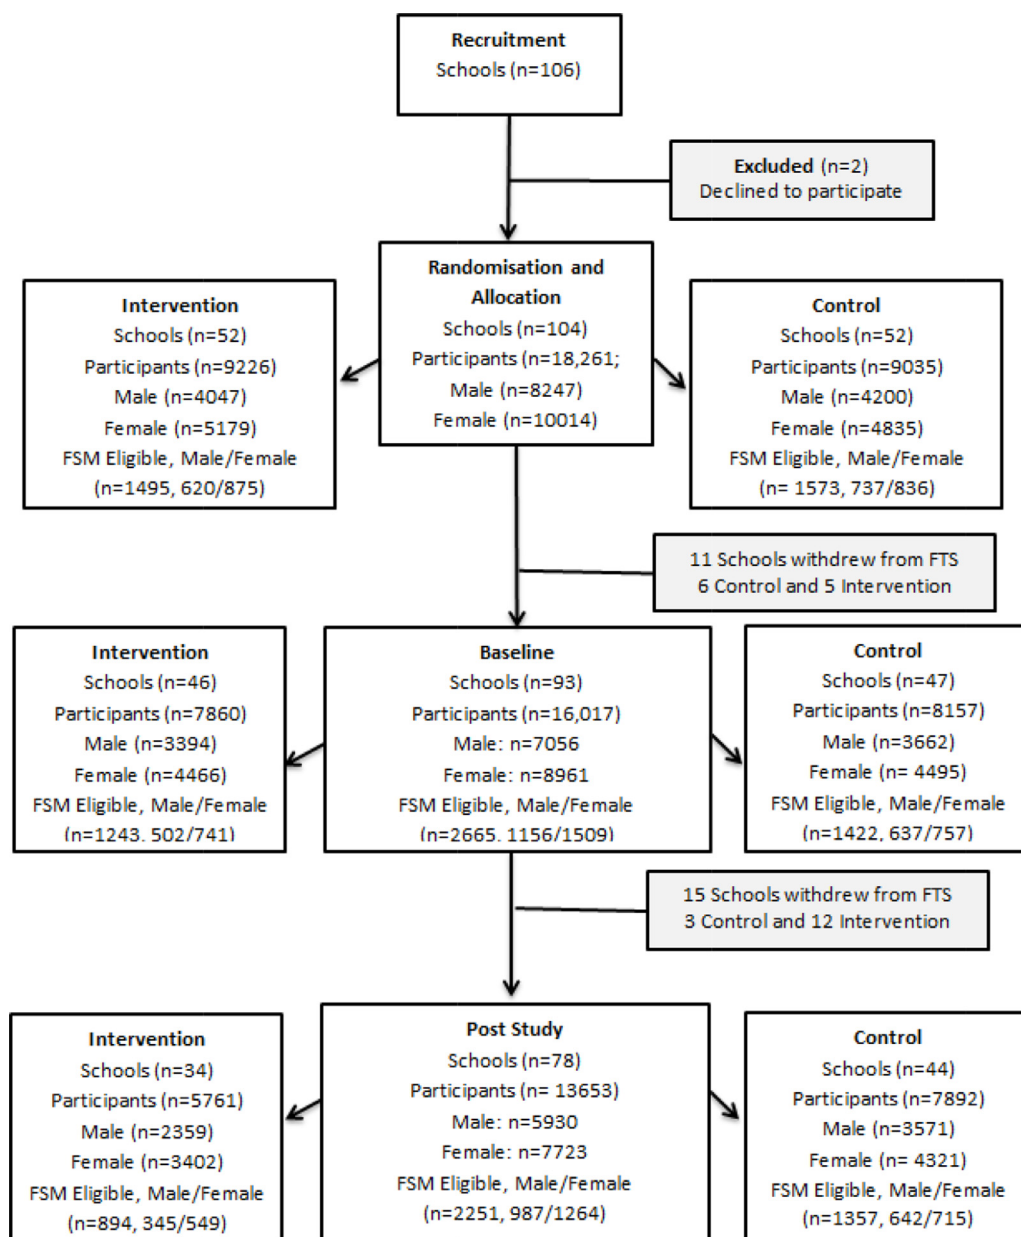 Recruitment
Schools (n=106)
Excluded (n=2)
Declined to participate
Randomisation and
Allocation
Schools (n=104)
Participants (n=18,261;
Male (n=8247)
Female (n=10014)
Intervention
Schools (n=52)
Participants (n=9226)
Male (n=4047)
Female (n=5179)
FSM Eligible, Male/Female
(n=1495, 620/875)
Control
Schools (n=52)
Participants (n=9035)
Male (n=4200)
Female (n=4835)
FSM Eligible, Male/Female
(n= 1573, 737/836)
11 Schools withdrew from FTS
6 Control and 5 Intervention
Intervention
Schools (n=46)
Participants (n=7860)
Male (n=3394)
Female (n=4466)
FSM Eligible, Male/Female
(n=1243, 502/741)
Baseline
Schools (n=93)
Participants (n=16,017)
Male: n=7056
Female: n=8961
FSM Eligible, Male/Female
(n=2665, 1156/1509)
Control
Schools (n=47)
Participants (n=8157)
Male (n=3662)
Female (n= 4495)
FSM Eligible, Male/Female
(n=1422, 637/757)
15 Schools withdrew from FTS
3 Control and 12 Intervention
Intervention
Schools (n=34)
Participants (n=5761)
Male (n=2359)
Female (n=3402)
FSM Eligible, Male/Female
(n=894, 345/549)
Post Study
Schools (n=78)
Participants (n= 13653)
Male: n=5930
Female: n=7723
FSM Eligible, Male/Female
(n=2251, 987/1264)
Control
Schools (n=44)
Participants (n=7892)
Male (n=3571)
Female (n= 4321)
FSM Eligible, Male/Female
(n=1357, 642/715)